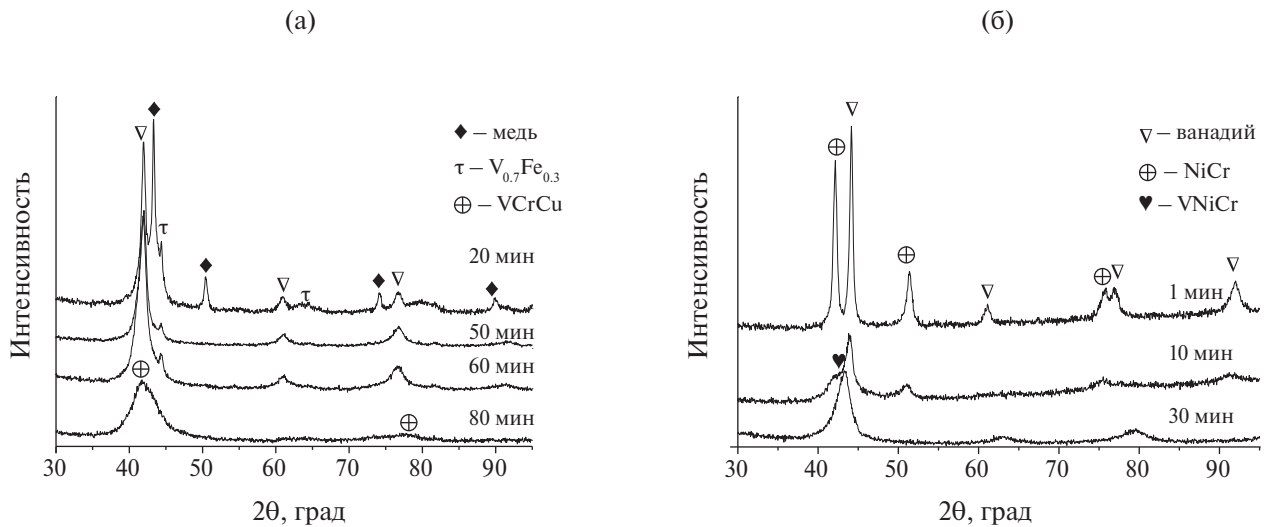 (а)
Интенсивность
♦ – медь
τ – V0.7Fe0.3
⊕ – VCrCu
τ
τ
20 мин
50 мин
60 мин
80 мин
30 40 50 60 70 80 90
2θ, град
(б)
Интенсивность
∇ – ванадий
⊕ – NiCr
♥ – VNiCr
1 мин
10 мин
30 мин
30 40 50 60 70 80 90
2θ, град